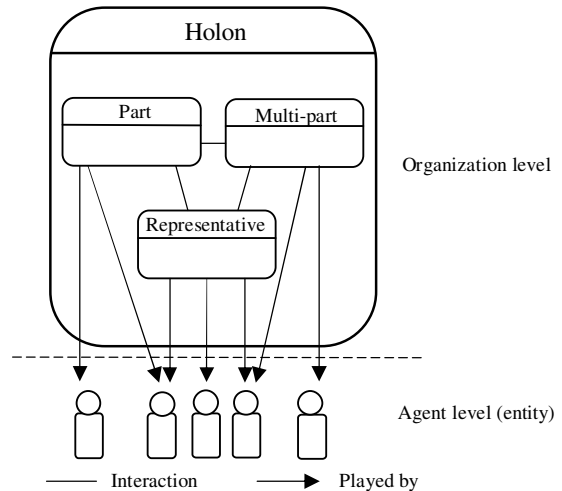 Holon
Part
Multi-part
Organization level
Representative
Agent level (entity)
Interaction
Played by